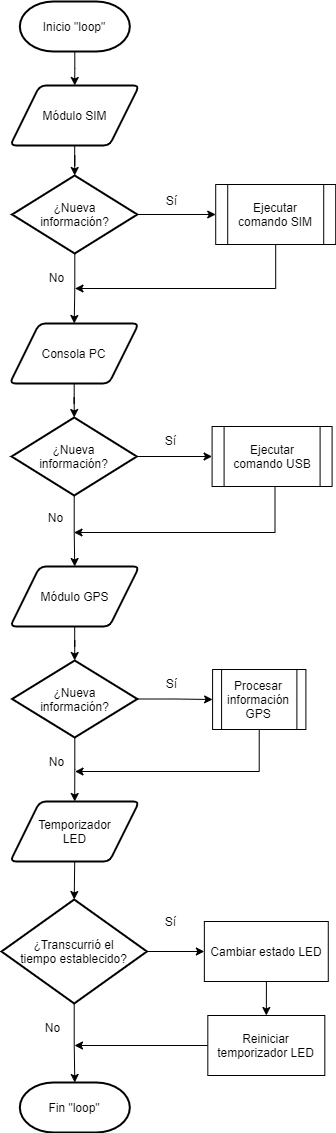 Inicio "loop"
Módulo SIM
¿Nueva
información?
Sí
Ejecutar
comando SIM
No
Consola PC
¿Nueva
información?
Sí
Ejecutar
comando USB
No
Módulo GPS
¿Nueva
información?
Sí
Procesar
información
GPS
No
Temporizador
LED
¿Transcurrió el
tiempo establecido?
Sí
Cambiar estado LED
No
Reiniciar
temporizador LED
Fin "loop"